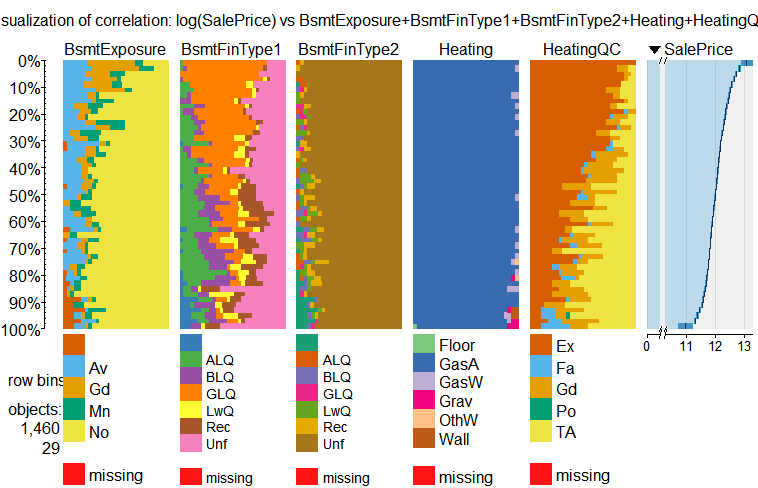 sualization of correlation: log(SalePrice) vs BsmtExposure+BsmtFinType1+BsmtFinType2+Heating+HeatingQ
BsmtExposure BsmtFinType1 BsmtFinType2 Heating HeatingQC SalePrice
0%
10%
20%
30%
40%
50%
60%
70%
80%
90%
100%
0 11 12 13
row bins
objects:
1,460
29
Av
Gd
Mn
No
missing
ALQ
BLQ
GLQ
LwQ
Rec
Unf
missing
ALQ
BLQ
GLQ
LwQ
Rec
Unf
missing
Floor
GasA
GasW
Grav
OthW
Wall
missing
Ex
Fa
Gd
Po
TA
missing